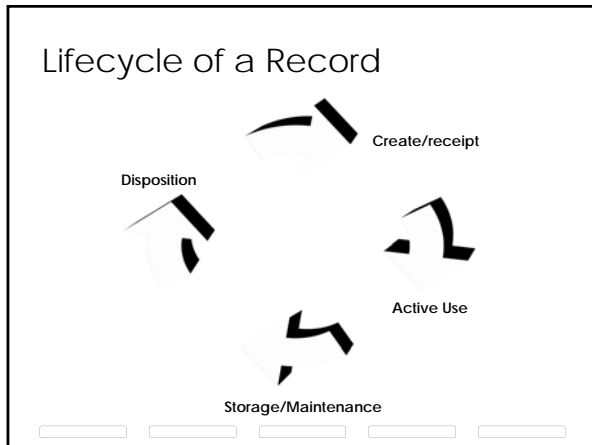 Lifecycle of a Record
Create/receipt
Disposition
Active Use
Storage/Maintenance